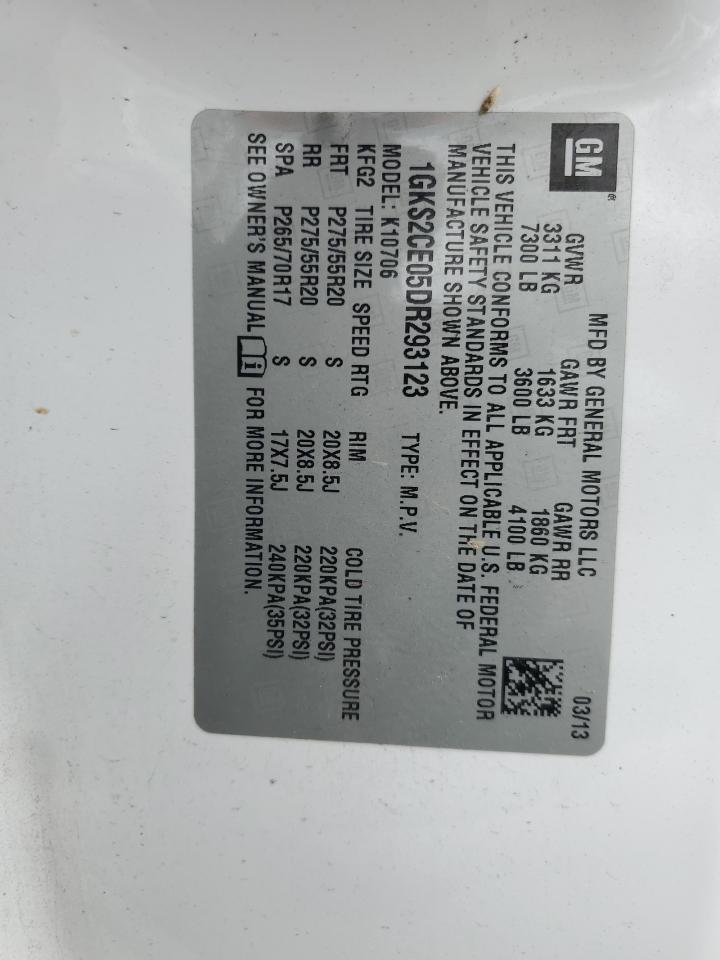 GM®
MFD BY GENERAL MOTORS LLC 03/13
GVWR GAWR FRT GAWR RR
3311 KG 1633 KG 1860 KG
7300 LB 3600 LB 4100 LB
THIS VEHICLE CONFORMS TO ALL APPLICABLE U.S. FEDERAL MOTOR
VEHICLE SAFETY STANDARDS IN EFFECT ON THE DATE OF
MANUFACTURE SHOWN ABOVE.
1GKS2CE05DR293123 TYPE: M.P.V.
MODEL: K10706
KFG2 TIRE SIZE SPEED RTG RIM COLD TIRE PRESSURE
FRT P275/55R20 S 20X8.5J 220KPA(32PSI)
RR P275/55R20 S 20X8.5J 220KPA(32PSI)
SPA P265/70R17 S 17X7.5J 240KPA(35PSI)
SEE OWNER'S MANUAL FOR MORE INFORMATION.